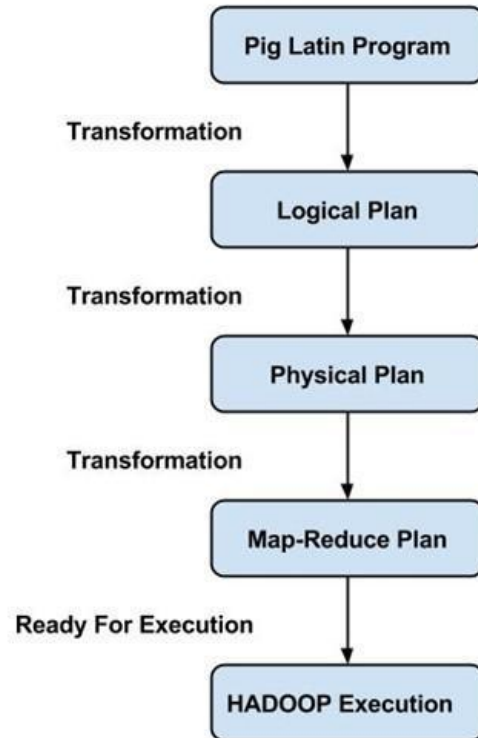 Pig Latin Program
Transformation
Logical Plan
Transformation
Physical Plan
Transformation
Map-Reduce Plan
Ready For Execution
HADOOP Execution